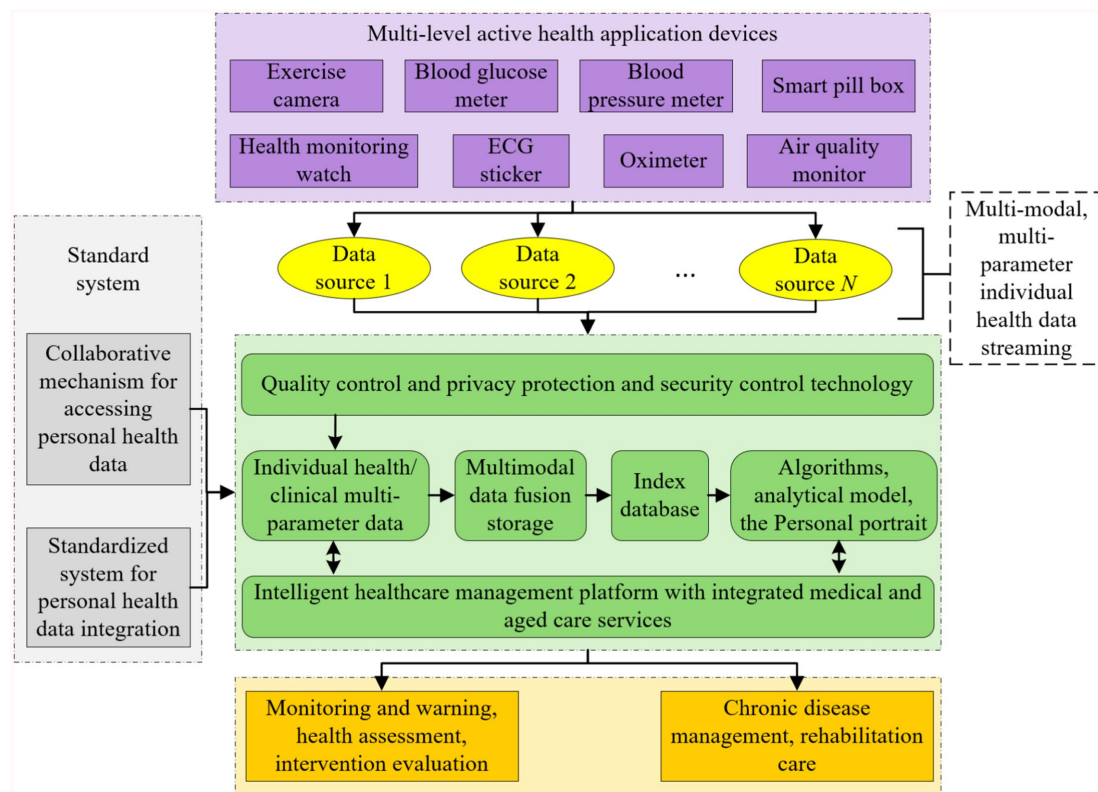 Multi-level active health application devices
Exercise
camera
Blood glucose
meter
Blood
pressure meter
Smart pill box
Health monitoring
watch
ECG
sticker
Oximeter
Air quality
monitor
Standard
system
Collaborative
mechanism for
accessing
personal health
data
Standardized
system for
personal health
data integration
Data
source 1
Data
source 2
...
Data
source N
Multi-modal,
multi-
parameter
individual
health data
streaming
Quality control and privacy protection and security control technology
Individual health/
clinical multi-
parameter data
Multimodal
data fusion
storage
Index
database
Algorithms,
analytical model,
the Personal portrait
Intelligent healthcare management platform with integrated medical and
aged care services
Monitoring and warning,
health assessment,
intervention evaluation
Chronic disease
management, rehabilitation
care